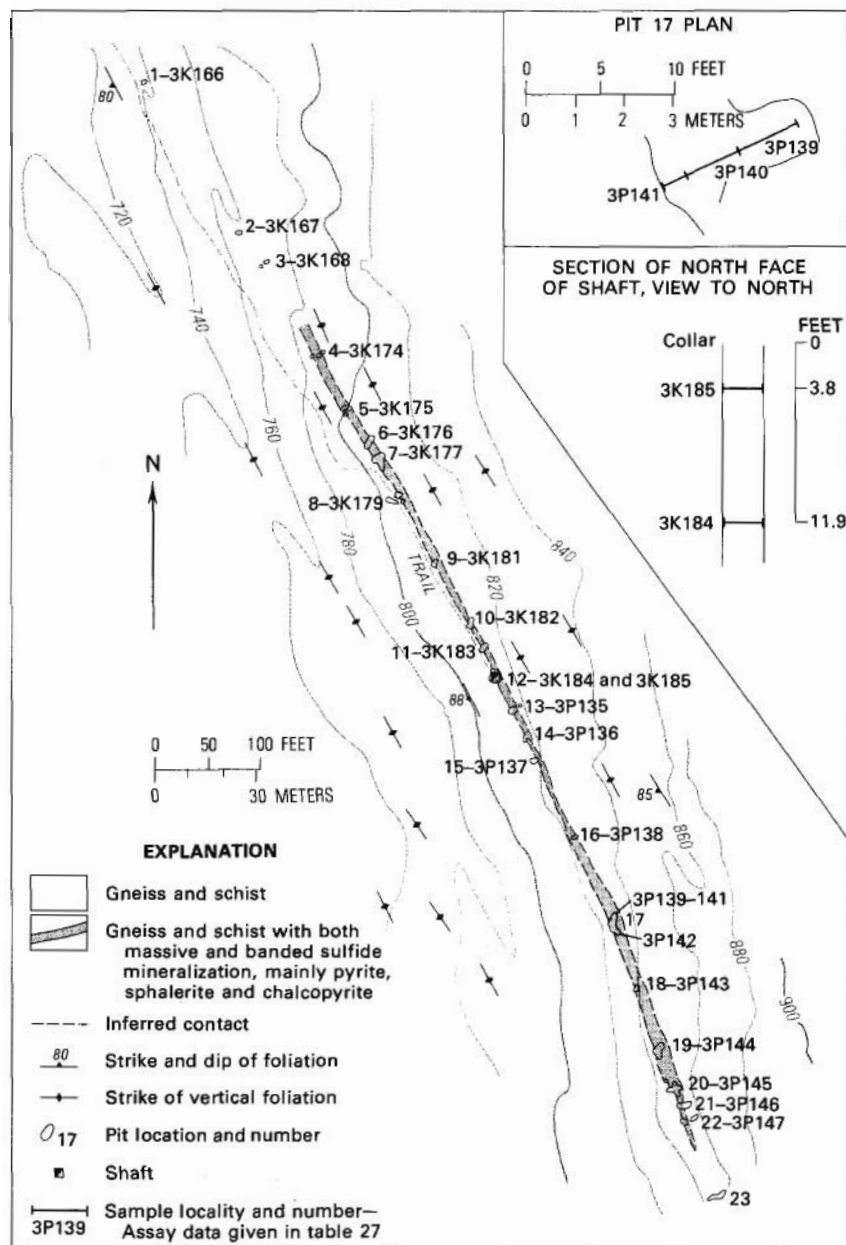 PIT 17 PLAN
0 5 10 FEET
0 1 2 3 METERS
3P139
3P140
3P141
SECTION OF NORTH FACE
OF SHAFT, VIEW TO NORTH
Collar
FEET
0
3K185
3.8
3K184
11.9
1–3K166
80
2–3K167
720
3–3K168
740
4–3K174
5–3K175
760
6–3K176
7–3K177
N
8–3K179
780
840
9–3K181
TRAIL
820
800
10–3K182
11–3K183
12–3K184 and 3K185
88
13–3P135
14–3P136
15–3P137
0 50 100 FEET
0 30 METERS
85
860
16–3P138
3P139–141
17
3P142
880
18–3P143
900
19–3P144
20–3P145
21–3P146
22–3P147
23
EXPLANATION
Gneiss and schist
Gneiss and schist with both
massive and banded sulfide
mineralization, mainly pyrite,
sphalerite and chalcopyrite
Inferred contact
80
Strike and dip of foliation
Strike of vertical foliation
17
Pit location and number
Shaft
3P139
Sample locality and number—
Assay data given in table 27